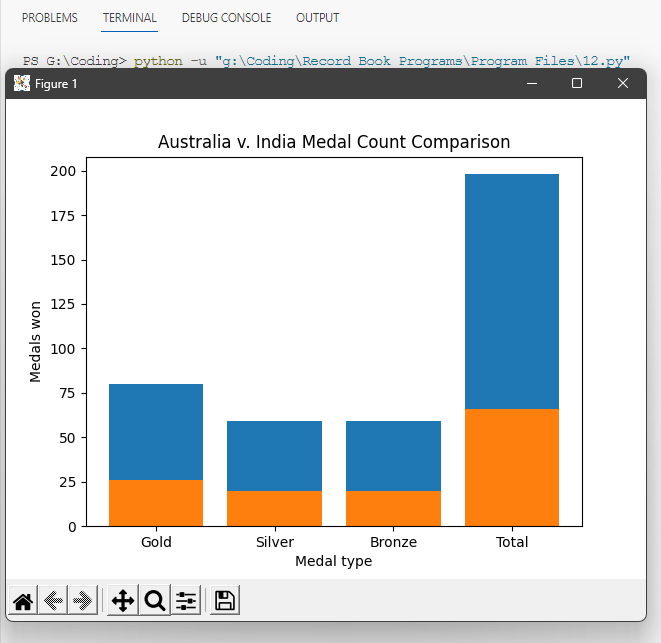 PROBLEMS TERMINAL DEBUG CONSOLE OUTPUT
PS G:\Coding> python -u "g:\Coding\Record Book Programs\Program Files\12.py"
Figure 1
Australia v. India Medal Count Comparison
200
175
150
125
100
75
50
25
0
Medals won
Gold Silver Bronze Total
Medal type